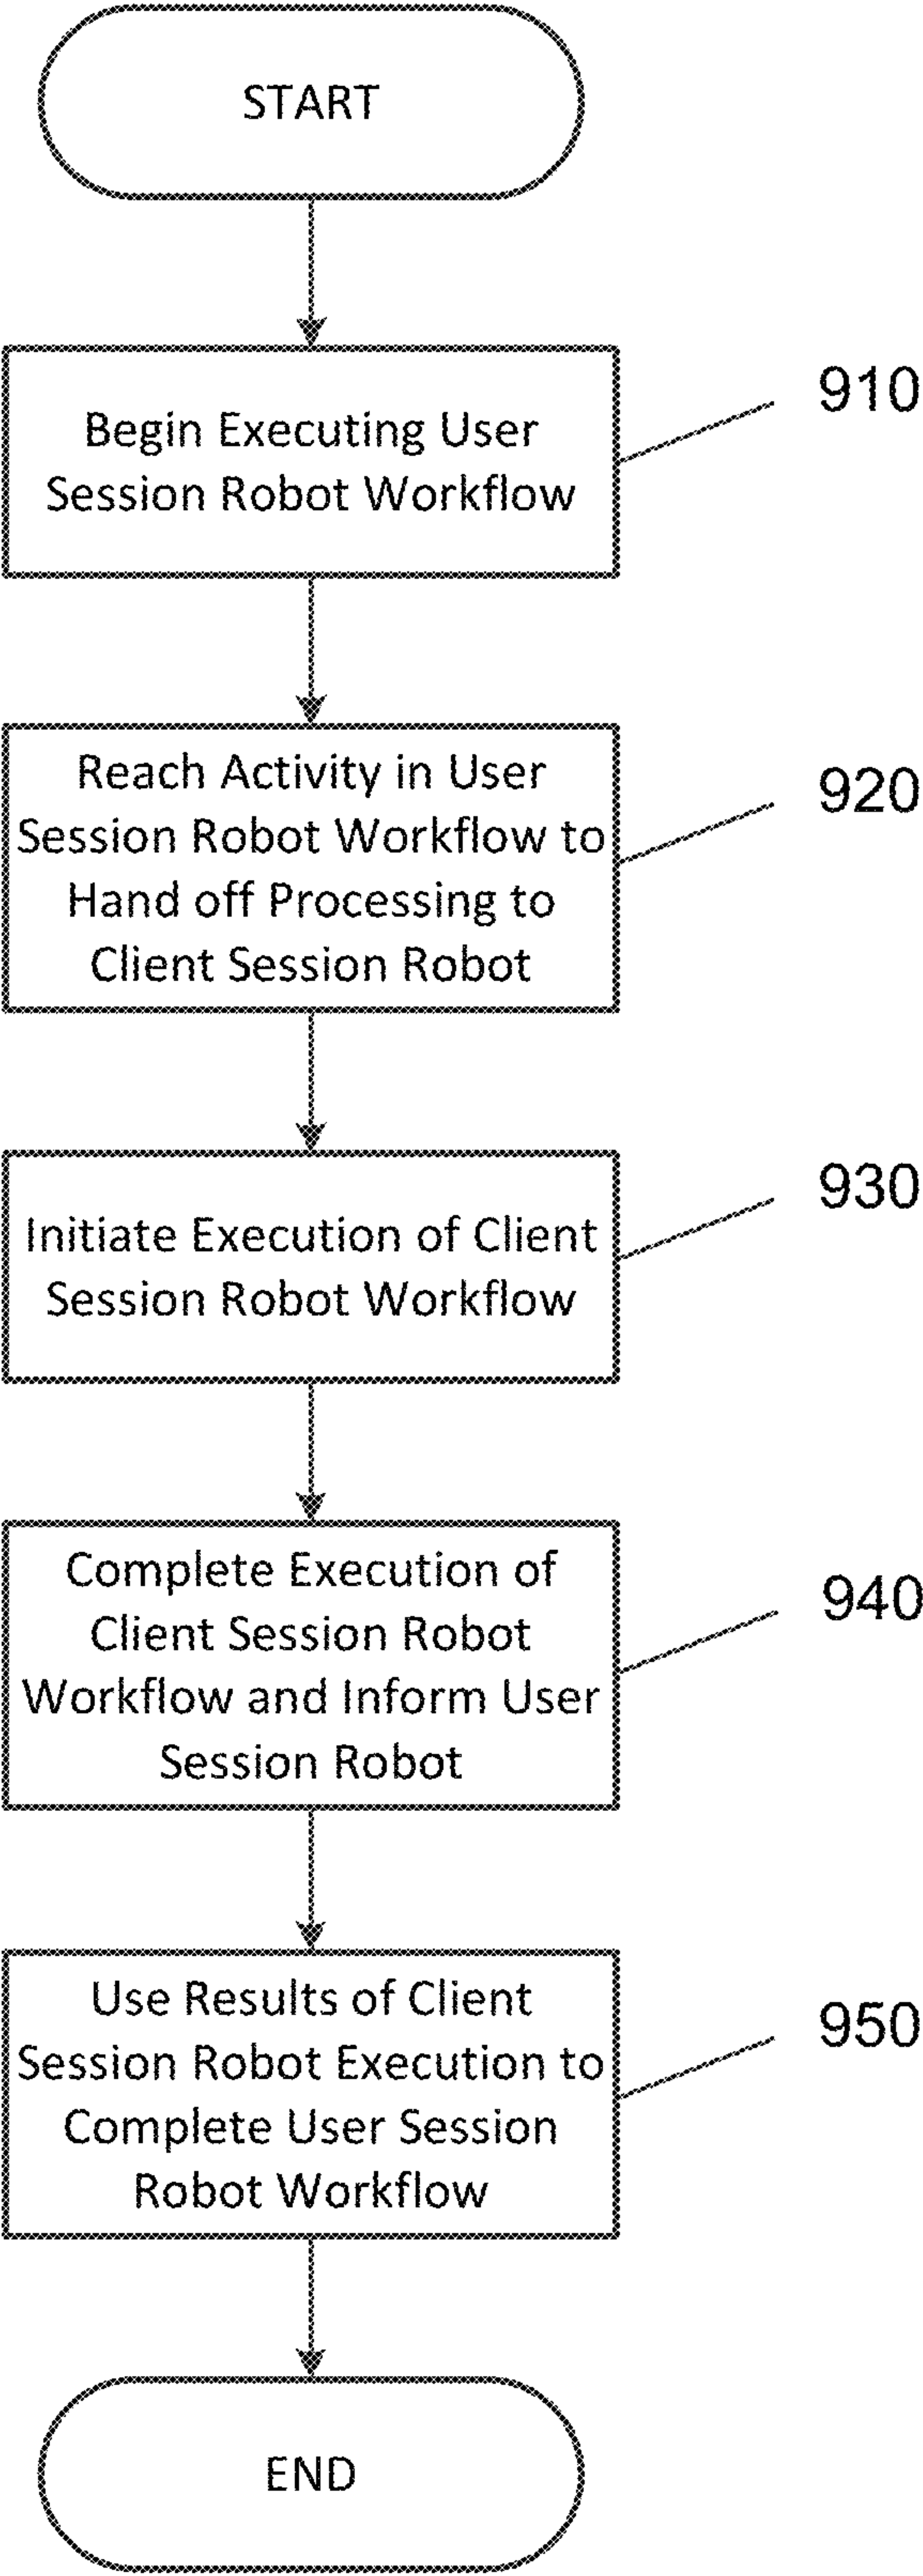 START
Begin Executing User
Session Robot Workflow
910
Reach Activity in User
Session Robot Workflow to
Hand off Processing to
Client Session Robot
920
Initiate Execution of Client
Session Robot Workflow
930
Complete Execution of
Client Session Robot
Workflow and Inform User
Session Robot
940
Use Results of Client
Session Robot Execution to
Complete User Session
Robot Workflow
950
END